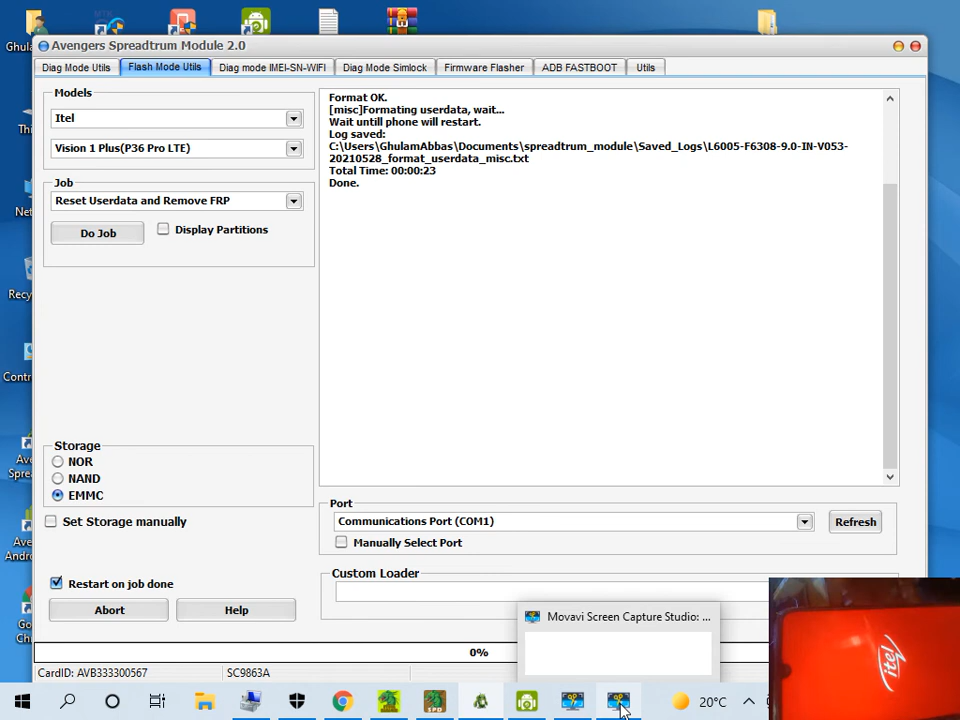 Avengers Spreadtrum Module 2.0
Diag Mode Utils
Flash Mode Utils
Diag mode IMEI-SN-WIFI
Diag Mode Simlock
Firmware Flasher
ADB FASTBOOT
Utils
Models
Itel
Vision 1 Plus(P36 Pro LTE)
Job
Reset Userdata and Remove FRP
Do Job
Display Partitions
Format OK.
[misc]Formating userdata, wait...
Wait untill phone will restart.
Log saved:
C:\Users\GhulamAbbas\Documents\spreadtrum_module\Saved_Logs\L6005-F6308-9.0-IN-V053-
20210528_format_userdata_misc.txt
Total Time: 00:00:23
Done.
Storage
NOR
NAND
EMMC
Set Storage manually
Port
Communications Port (COM1)
Refresh
Manually Select Port
Restart on job done
Custom Loader
Abort
Help
Movavi Screen Capture Studio: ...
0%
CardID: AVB333300567
SC9863A
itel
SPD
20°C